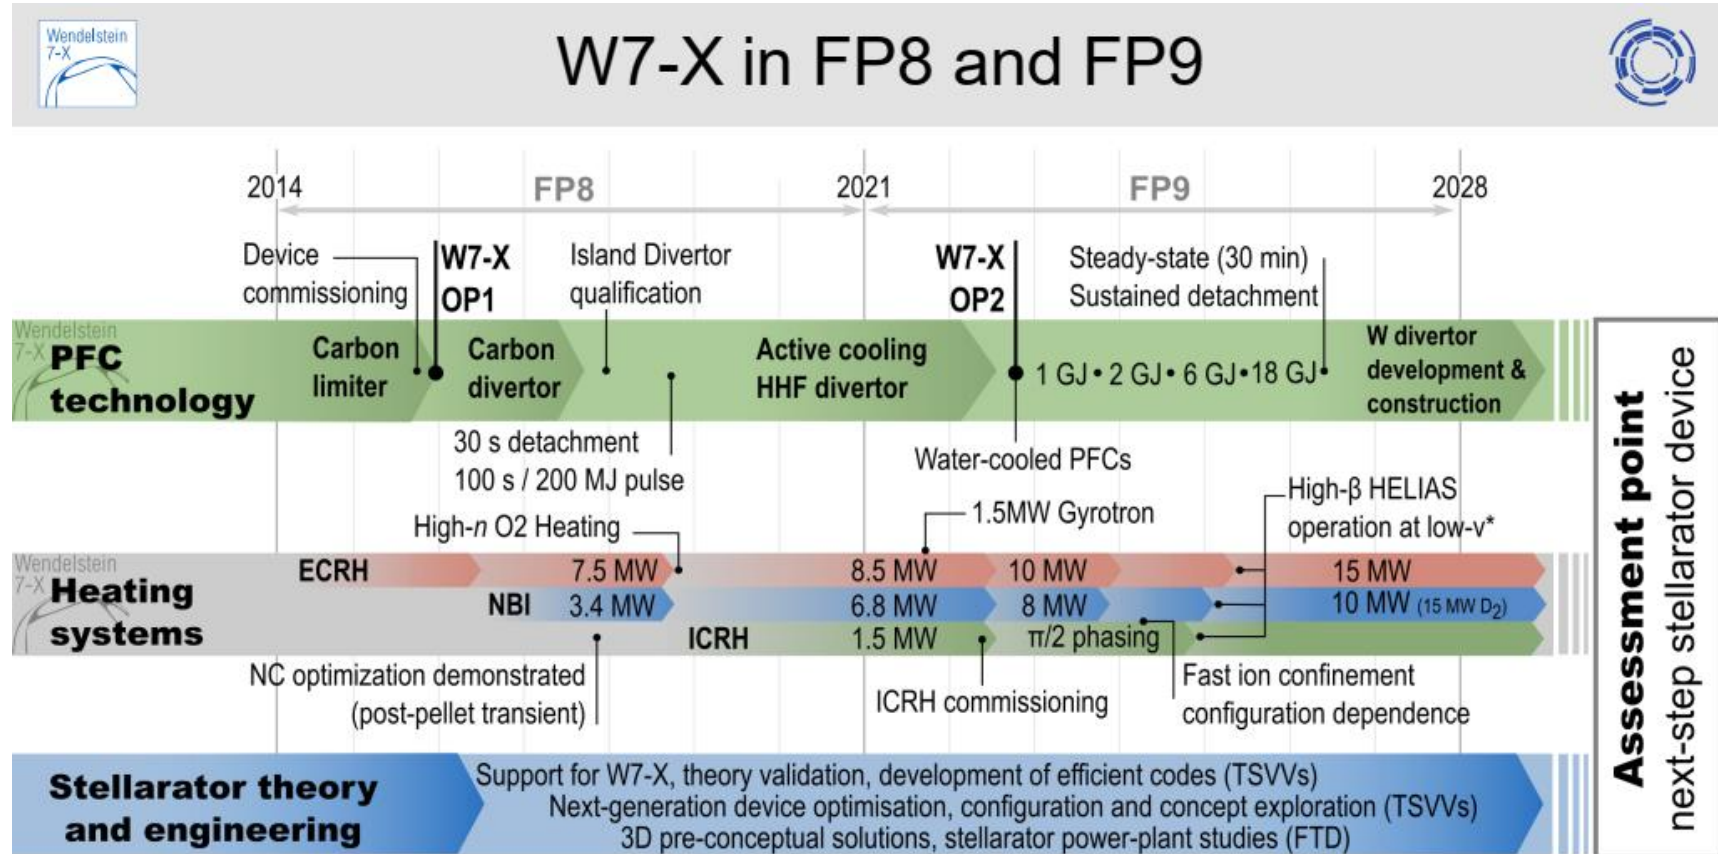 Wendelstein
7-X
W7-X in FP8 and FP9
2014
FP8
2021
FP9
2028
Device
commissioning
W7-X
OP1
Island Divertor
qualification
W7-X
OP2
Steady-state (30 min)
Sustained detachment
Wendelstein
7-X
PFC
technology
Carbon
limiter
Carbon
divertor
Active cooling
HHF divertor
1 GJ • 2 GJ • 6 GJ • 18 GJ
W divertor
development &
construction
30 s detachment
100 s / 200 MJ pulse
Water-cooled PFCs
High-n O2 Heating
1.5MW Gyrotron
High-β HELIAS
operation at low-ν*
Wendelstein
7-X
Heating
systems
ECRH
7.5 MW
8.5 MW
10 MW
15 MW
NBI
3.4 MW
6.8 MW
8 MW
10 MW (15 MW D₂)
ICRH
1.5 MW
π/2 phasing
NC optimization demonstrated
(post-pellet transient)
ICRH commissioning
Fast ion confinement
configuration dependence
Stellarator theory
and engineering
Support for W7-X, theory validation, development of efficient codes (TSVVs)
Next-generation device optimisation, configuration and concept exploration (TSVVs)
3D pre-conceptual solutions, stellarator power-plant studies (FTD)
Assessment point
next-step stellarator device